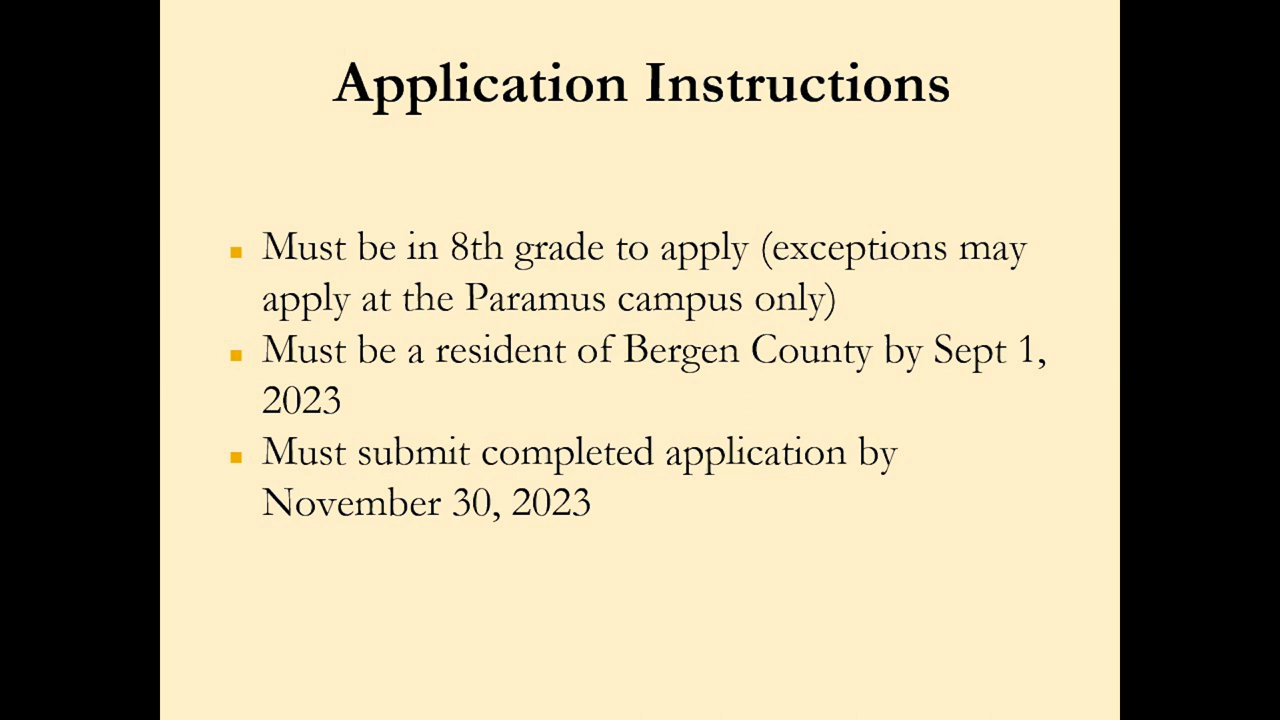 Application Instructions
Must be in 8th grade to apply (exceptions may
apply at the Paramus campus only)
Must be a resident of Bergen County by Sept 1,
2023
Must submit completed application by
November 30, 2023